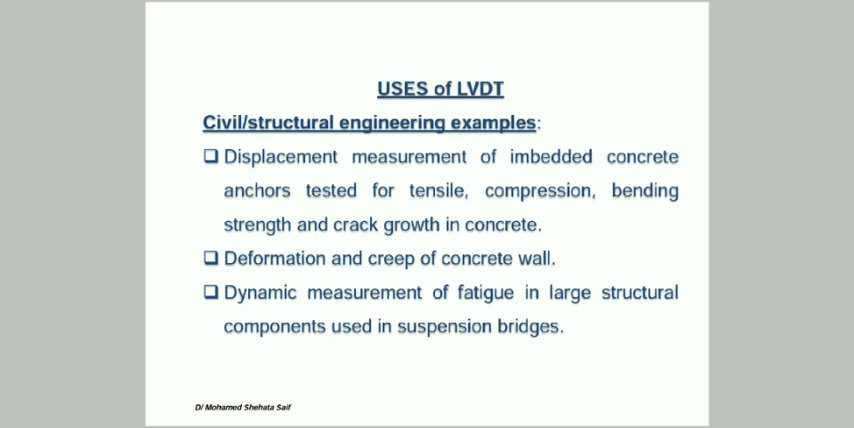 USES of LVDT
Civil/structural engineering examples:
❑ Displacement measurement of imbedded concrete
anchors tested for tensile, compression, bending
strength and crack growth in concrete.
❑ Deformation and creep of concrete wall.
❑ Dynamic measurement of fatigue in large structural
components used in suspension bridges.
D/ Mohamed Shehata Saif